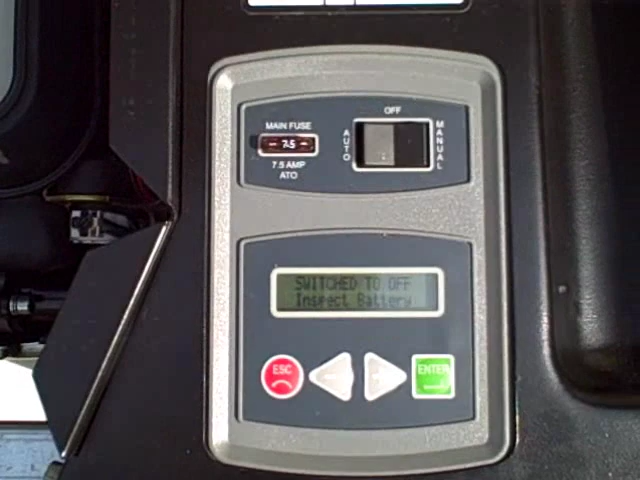 OFF
MAIN FUSE
7.5
7.5 AMP
ATO
AUTO
MANUAL
SWITCHED TO OFF
Inspect Battery
ESC
-
+
ENTER